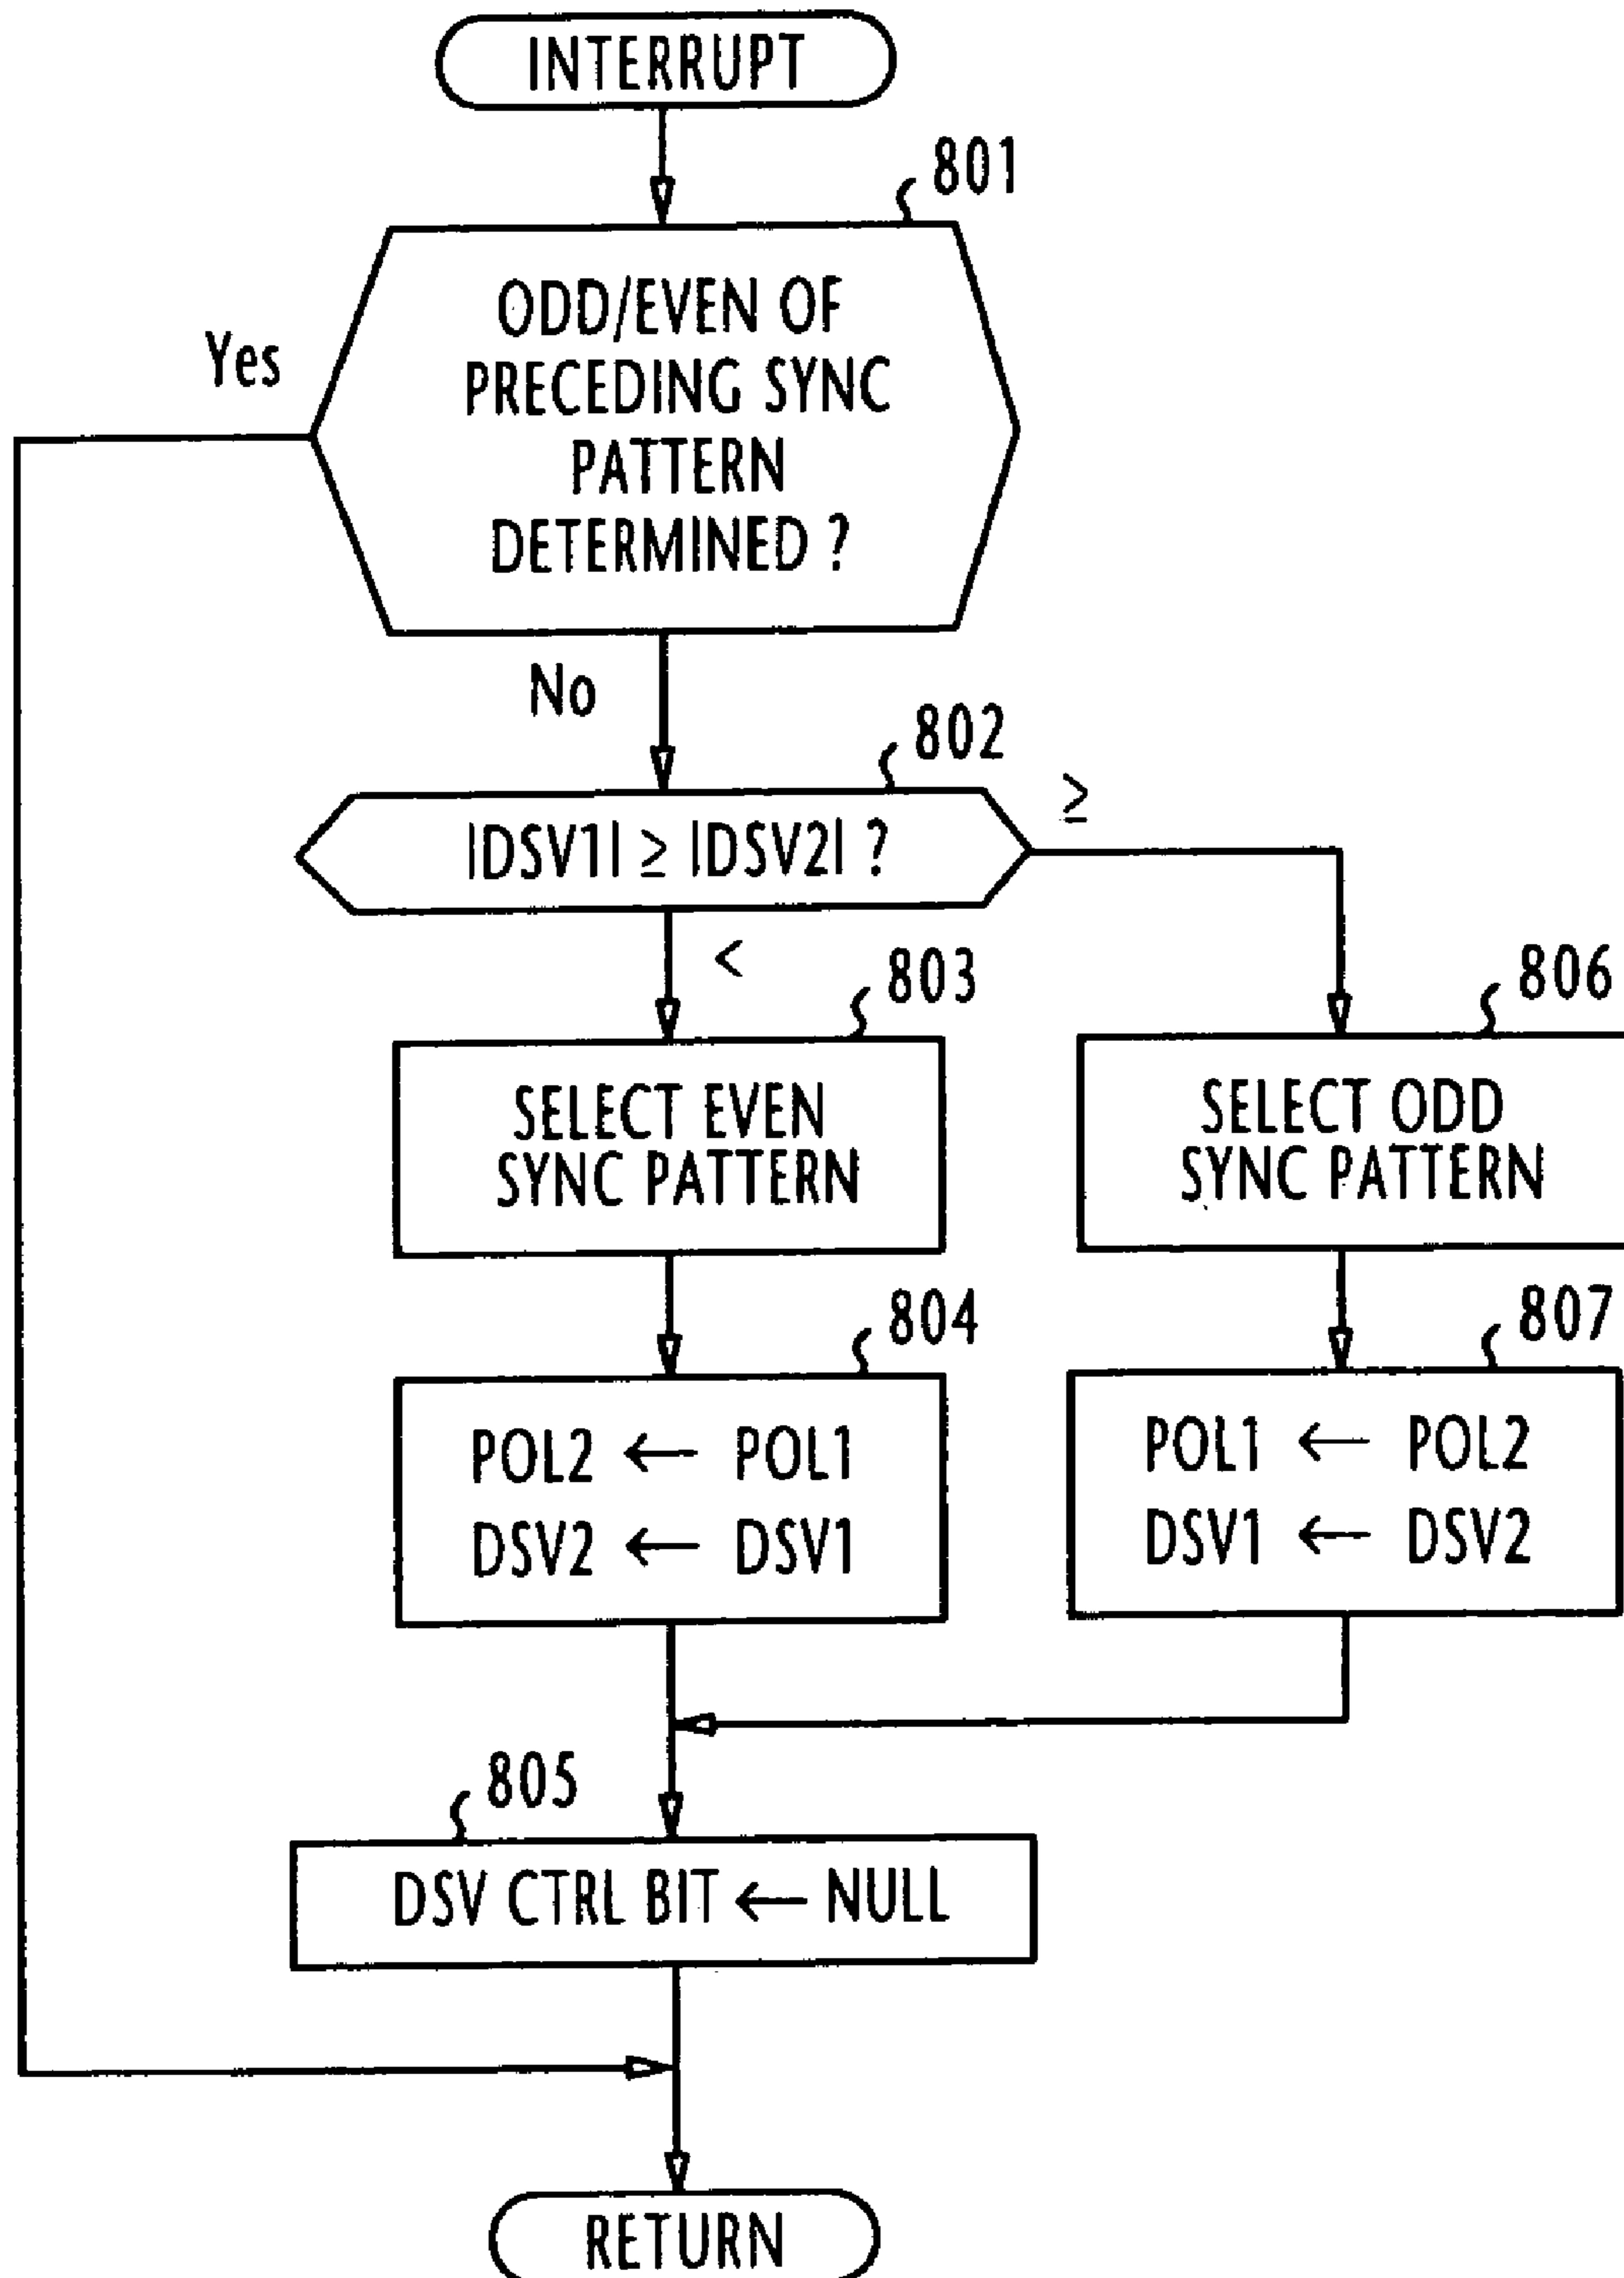 INTERRUPT
801
ODD/EVEN OF
PRECEDING SYNC
PATTERN
DETERMINED ?
Yes
No
802
|DSV1| ≥ |DSV2| ?
≥
<
803
SELECT EVEN
SYNC PATTERN
806
SELECT ODD
SYNC PATTERN
804
POL2 ← POL1
DSV2 ← DSV1
807
POL1 ← POL2
DSV1 ← DSV2
805
DSV CTRL BIT ← NULL
RETURN